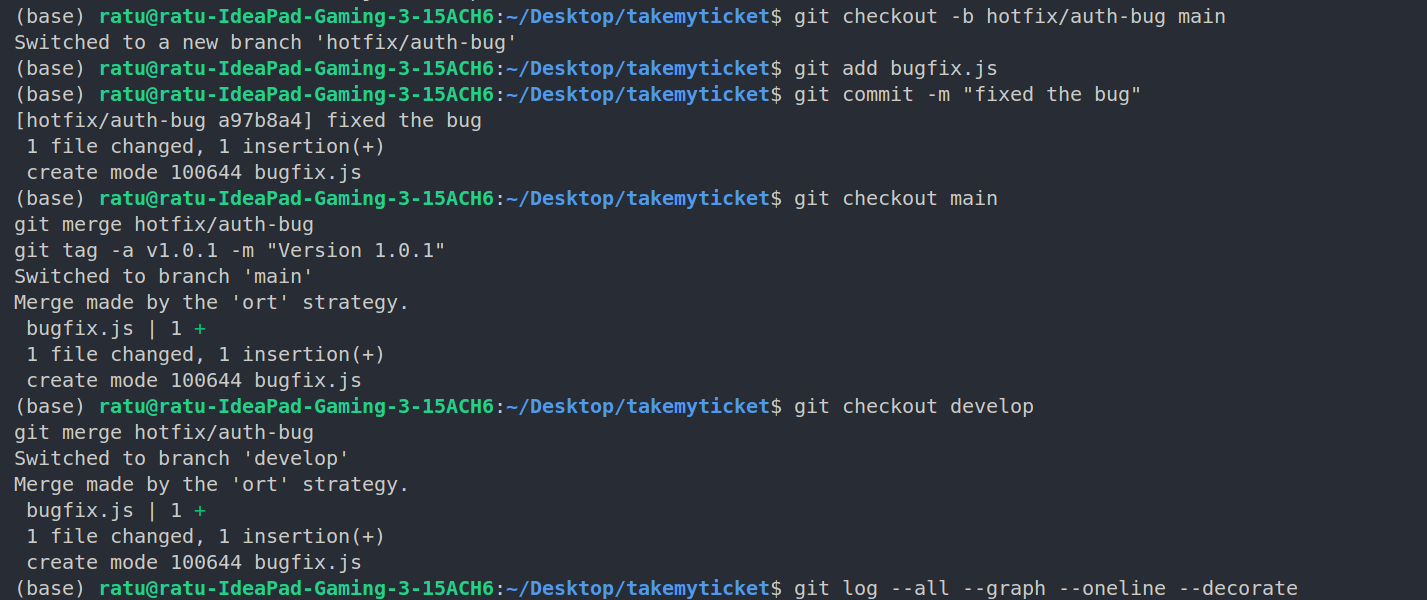 (base) ratu@ratu-IdeaPad-Gaming-3-15ACH6:~/Desktop/takemyticket$ git checkout -b hotfix/auth-bug main
Switched to a new branch 'hotfix/auth-bug'
(base) ratu@ratu-IdeaPad-Gaming-3-15ACH6:~/Desktop/takemyticket$ git add bugfix.js
(base) ratu@ratu-IdeaPad-Gaming-3-15ACH6:~/Desktop/takemyticket$ git commit -m "fixed the bug"
[hotfix/auth-bug a97b8a4] fixed the bug
 1 file changed, 1 insertion(+)
 create mode 100644 bugfix.js
(base) ratu@ratu-IdeaPad-Gaming-3-15ACH6:~/Desktop/takemyticket$ git checkout main
git merge hotfix/auth-bug
git tag -a v1.0.1 -m "Version 1.0.1"
Switched to branch 'main'
Merge made by the 'ort' strategy.
 bugfix.js | 1 +
 1 file changed, 1 insertion(+)
 create mode 100644 bugfix.js
(base) ratu@ratu-IdeaPad-Gaming-3-15ACH6:~/Desktop/takemyticket$ git checkout develop
git merge hotfix/auth-bug
Switched to branch 'develop'
Merge made by the 'ort' strategy.
 bugfix.js | 1 +
 1 file changed, 1 insertion(+)
 create mode 100644 bugfix.js
(base) ratu@ratu-IdeaPad-Gaming-3-15ACH6:~/Desktop/takemyticket$ git log --all --graph --oneline --decorate